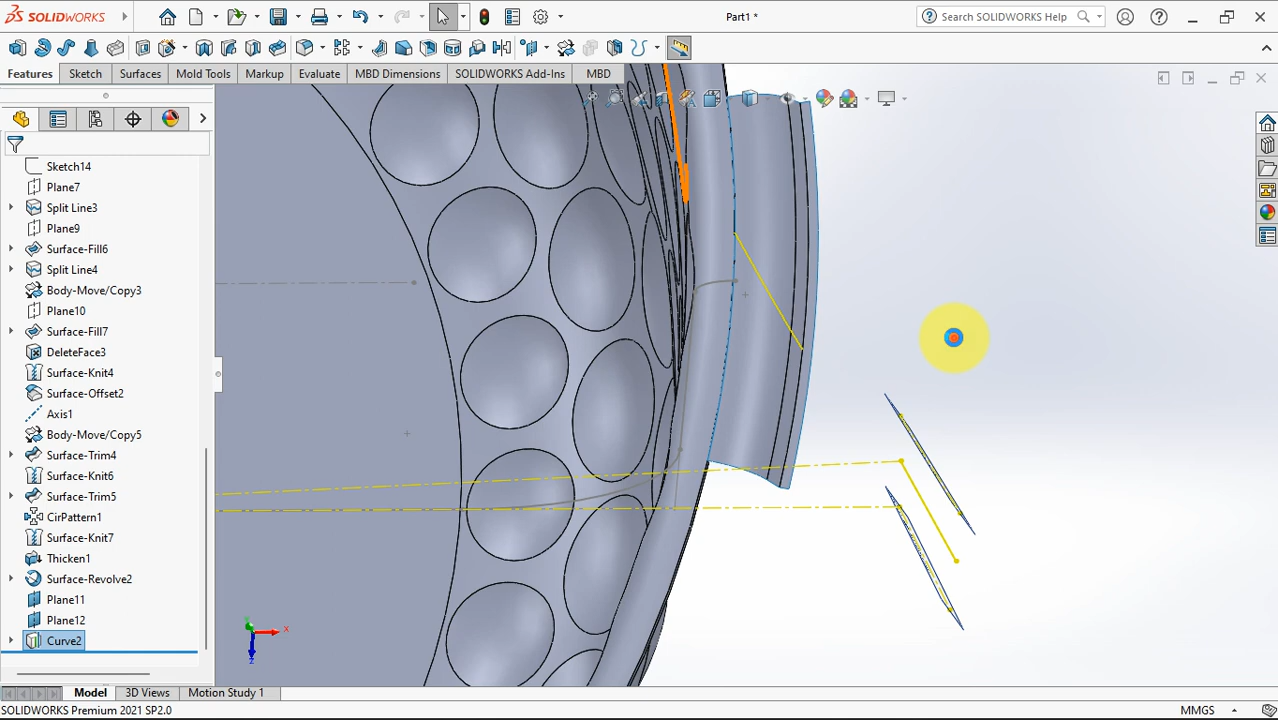 SOLIDWORKS
Part1 *
Search SOLIDWORKS Help
Features
Sketch
Surfaces
Mold Tools
Markup
Evaluate
MBD Dimensions
SOLIDWORKS Add-Ins
MBD
Sketch14
Plane7
Split Line3
Plane9
Surface-Fill6
Split Line4
Body-Move/Copy3
Plane10
Surface-Fill7
DeleteFace3
Surface-Knit4
Surface-Offset2
Axis1
Body-Move/Copy5
Surface-Trim4
Surface-Knit6
Surface-Trim5
CirPattern1
Surface-Knit7
Thicken1
Surface-Revolve2
Plane11
Plane12
Curve2
X
Z
Model
3D Views
Motion Study 1
SOLIDWORKS Premium 2021 SP2.0
MMGS